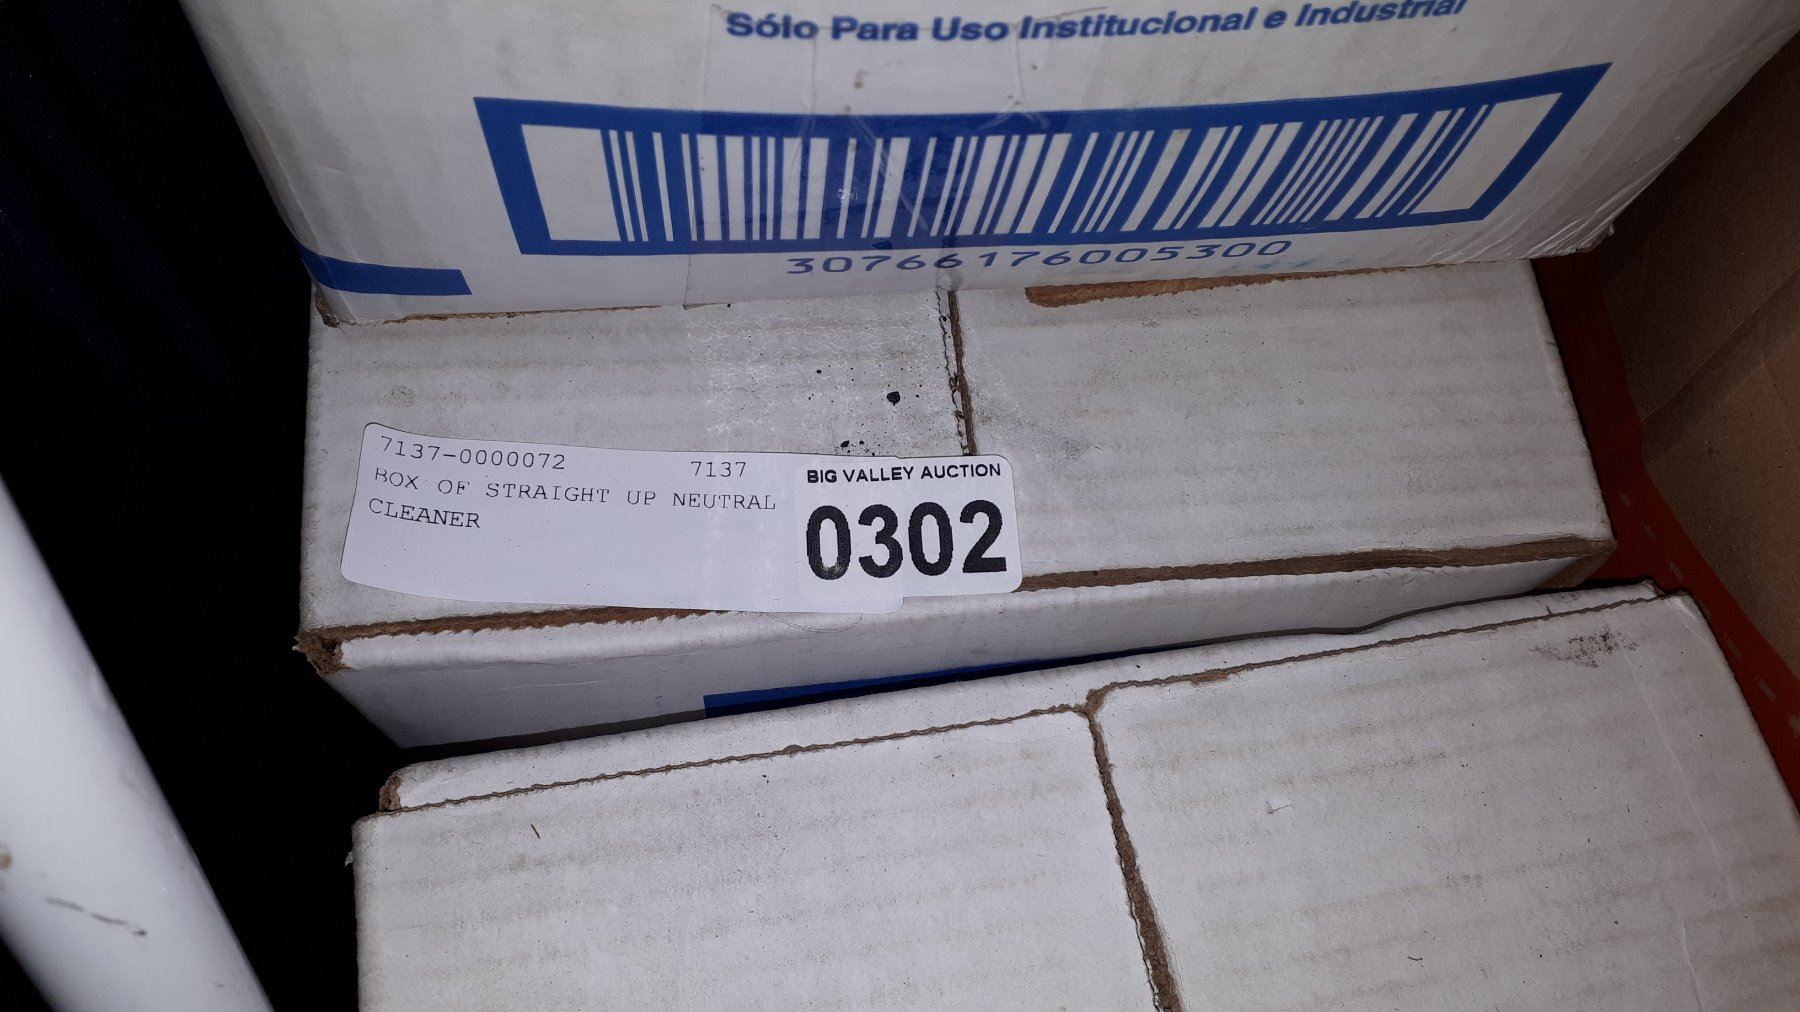 Sólo Para Uso Institucional e Industrial
30766176005300
7137-0000072 7137
BOX OF STRAIGHT UP NEUTRAL
CLEANER
BIG VALLEY AUCTION
0302